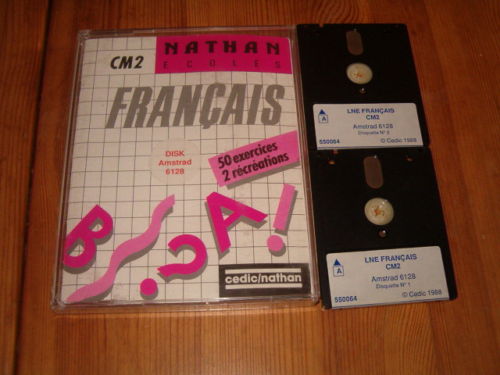 CM2
NATHAN
ECOLES
FRANÇAIS
DISK
Amstrad
6128
50 exercices
2 récréations
B ? C A !
cedic/nathan
LNE FRANÇAIS
CM2
A
Amstrad 6128
Disquette N° 2
550064
© Cedic 1988
LNE FRANÇAIS
CM2
A
Amstrad 6128
Disquette N° 1
550064
© Cedic 1988